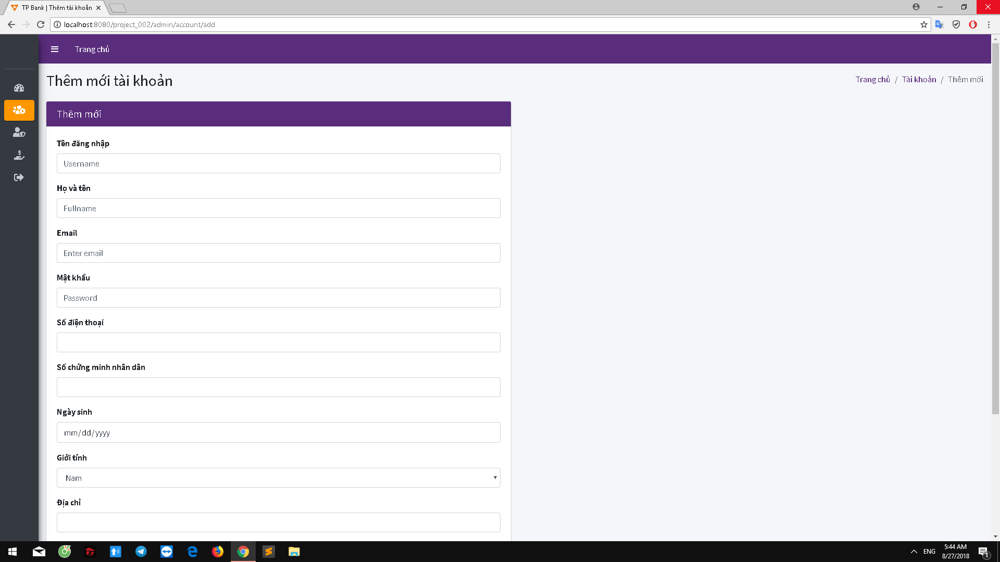 TP Bank | Thêm tài khoản
localhost:8080/project_002/admin/account/add
Trang chủ
Thêm mới tài khoản
Trang chủ / Tài khoản / Thêm mới
Thêm mới
Tên đăng nhập
Username
Họ và tên
Fullname
Email
Enter email
Mật khẩu
Password
Số điện thoại
Số chứng minh nhân dân
Ngày sinh
mm/dd/yyyy
Giới tính
Nam
Địa chỉ
ENG
5:44 AM
8/27/2018
1